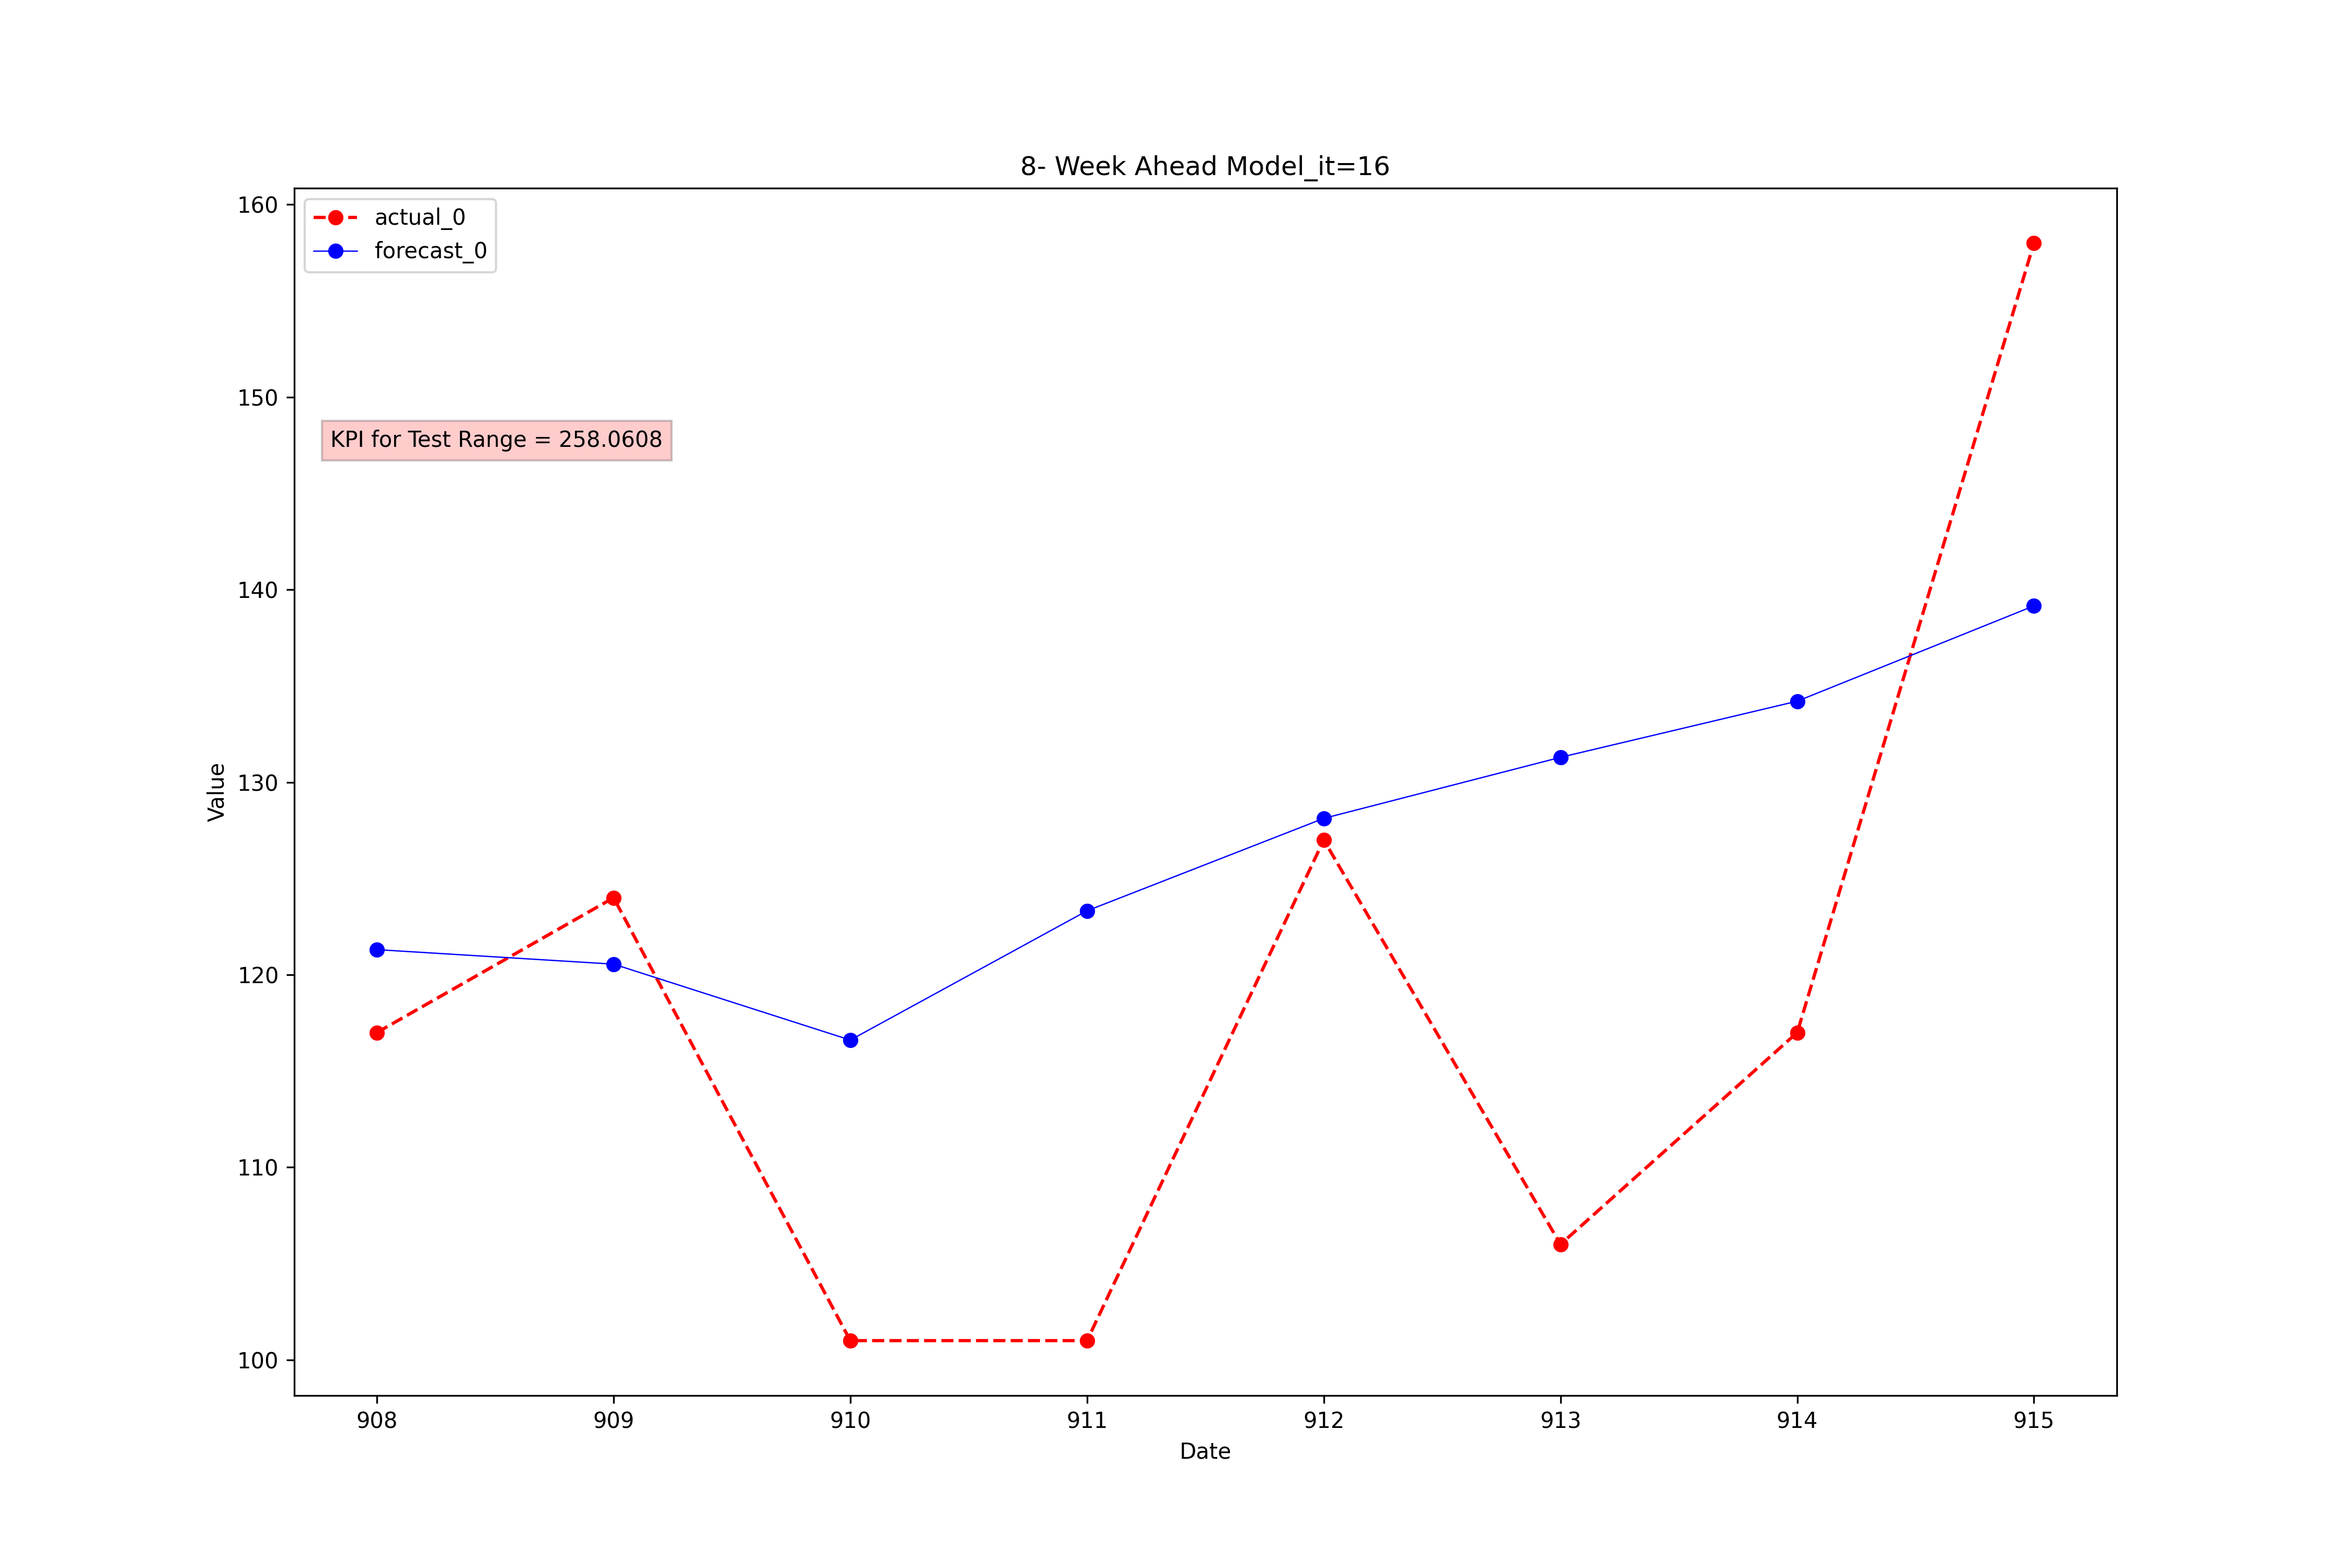 8- Week Ahead Model_it=16
160
150
140
130
120
110
100
Value
actual_0
forecast_0
KPI for Test Range = 258.0608
908 909 910 911 912 913 914 915
Date